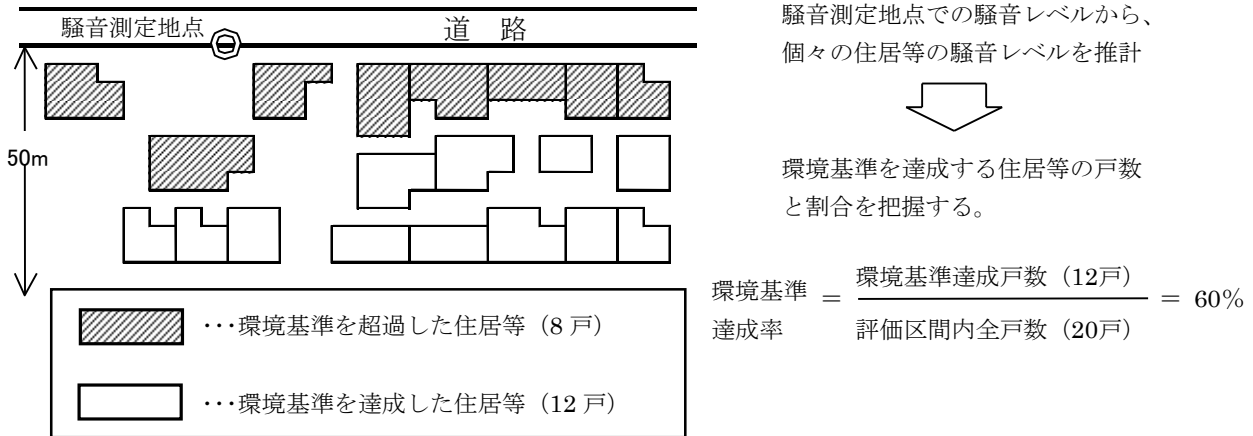 騒音測定地点
道 路
50m
･･･環境基準を超過した住居等（8 戸）
･･･環境基準を達成した住居等（12 戸）
騒音測定地点での騒音レベルから、
個々の住居等の騒音レベルを推計
環境基準を達成する住居等の戸数
と割合を把握する。
環境基準
達成率
=
環境基準達成戸数（12戸）
評価区間内全戸数（20戸）
= 60%